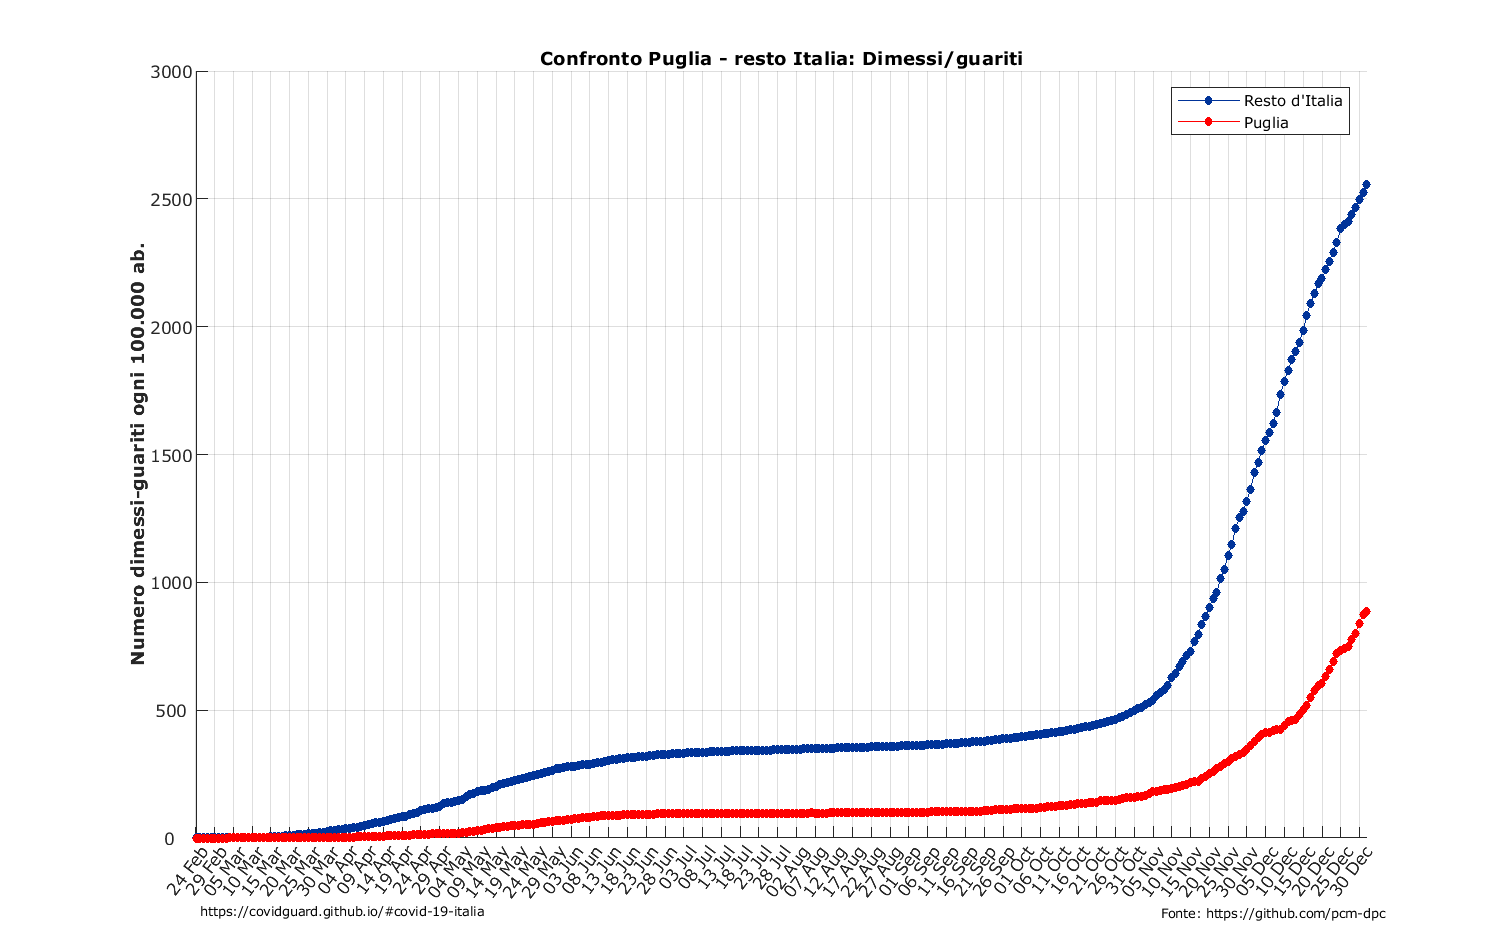 Confronto Puglia - resto Italia: Dimessi/guariti
Resto d'Italia
Puglia
Numero dimessi-guariti ogni 100.000 ab.
3000
2500
2000
1500
1000
500
0
24 Feb
29 Feb
05 Mar
10 Mar
15 Mar
20 Mar
25 Mar
30 Mar
04 Apr
09 Apr
14 Apr
19 Apr
24 Apr
29 Apr
04 May
09 May
14 May
19 May
24 May
29 May
03 Jun
08 Jun
13 Jun
18 Jun
23 Jun
28 Jun
03 Jul
08 Jul
13 Jul
18 Jul
23 Jul
28 Jul
02 Aug
07 Aug
12 Aug
17 Aug
22 Aug
27 Aug
01 Sep
06 Sep
11 Sep
16 Sep
21 Sep
26 Sep
01 Oct
06 Oct
11 Oct
16 Oct
21 Oct
26 Oct
31 Oct
05 Nov
10 Nov
15 Nov
20 Nov
25 Nov
30 Nov
05 Dec
10 Dec
15 Dec
20 Dec
25 Dec
30 Dec
https://covidguard.github.io/#covid-19-italia
Fonte: https://github.com/pcm-dpc